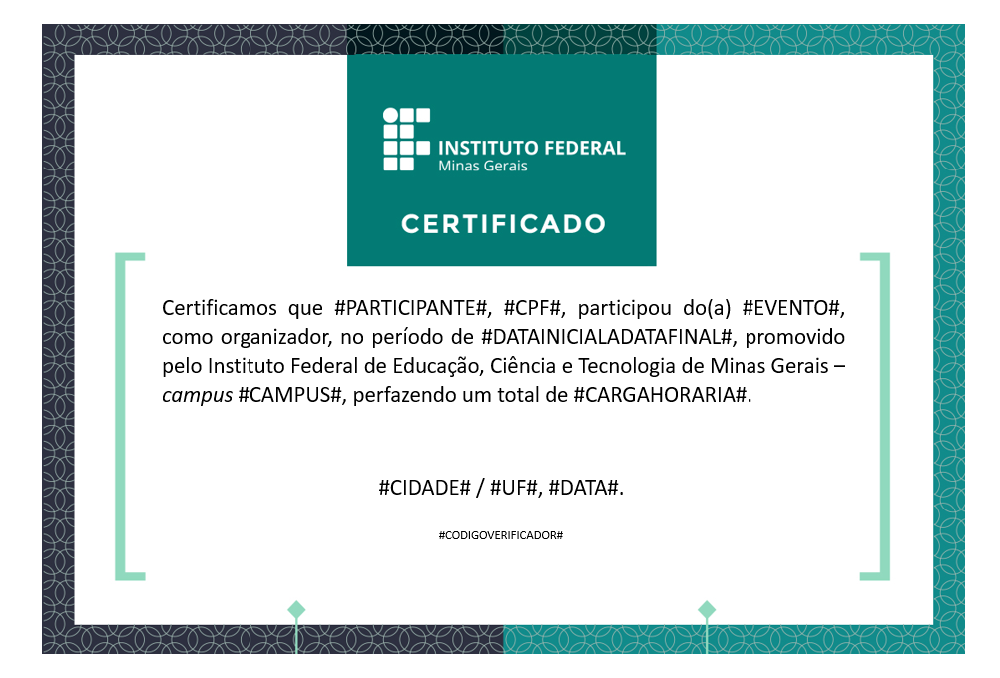 INSTITUTO FEDERAL
Minas Gerais
CERTIFICADO
Certificamos que #PARTICIPANTE#, #CPF#, participou do(a) #EVENTO#,
como organizador, no período de #DATAINICIALADATAFINAL#, promovido
pelo Instituto Federal de Educação, Ciência e Tecnologia de Minas Gerais –
campus #CAMPUS#, perfazendo um total de #CARGAHORARIA#.
#CIDADE# / #UF#, #DATA#.
#CODIGOVERIFICADOR#